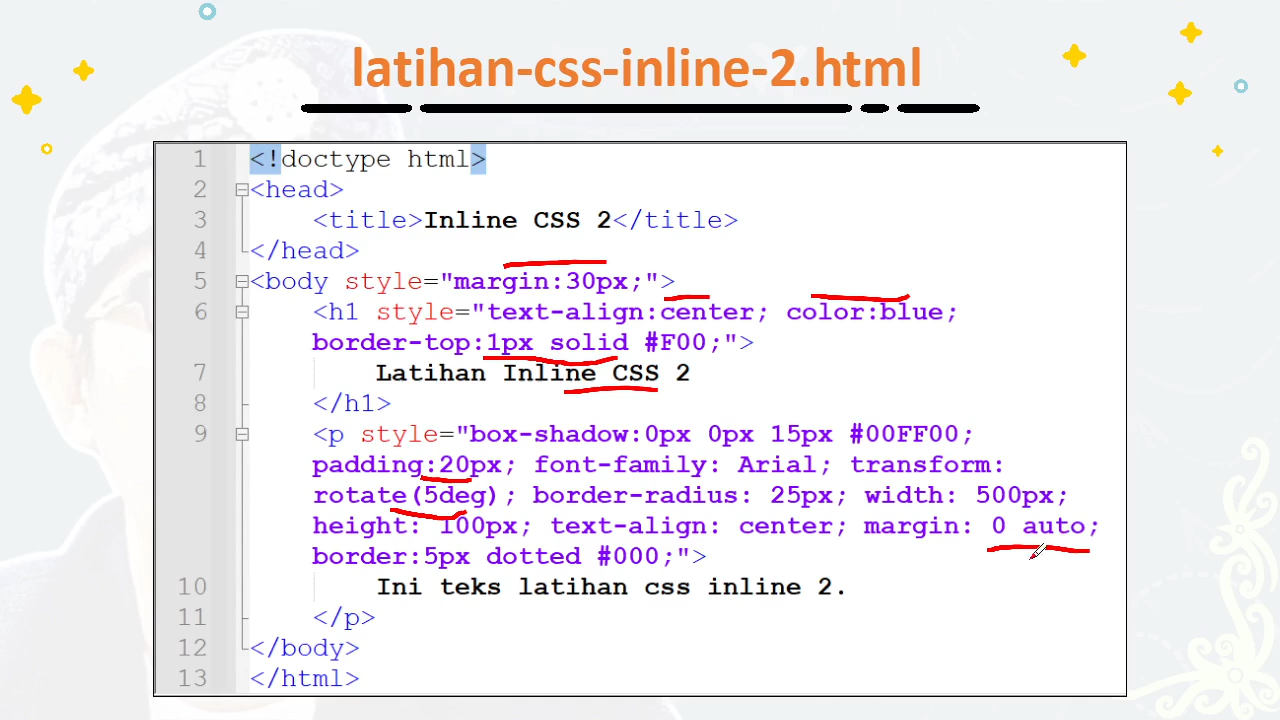 latihan-css-inline-2.html
1 <!doctype html>
2 <head>
3 <title>Inline CSS 2</title>
4 </head>
5 <body style="margin:30px;">
6 <h1 style="text-align:center; color:blue;
border-top:1px solid #F00;">
7 Latihan Inline CSS 2
8 </h1>
9 <p style="box-shadow:0px 0px 15px #00FF00;
padding:20px; font-family: Arial; transform:
rotate(5deg); border-radius: 25px; width: 500px;
height: 100px; text-align: center; margin: 0 auto;
border:5px dotted #000;">
10 Ini teks latihan css inline 2.
11 </p>
12 </body>
13 </html>